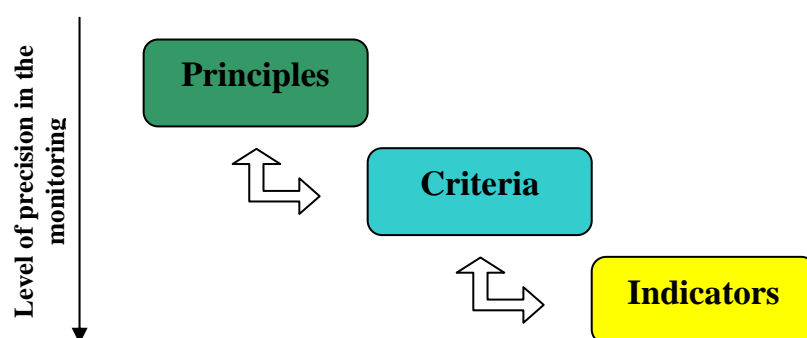 Level of precision in the
monitoring
Principles
Criteria
Indicators